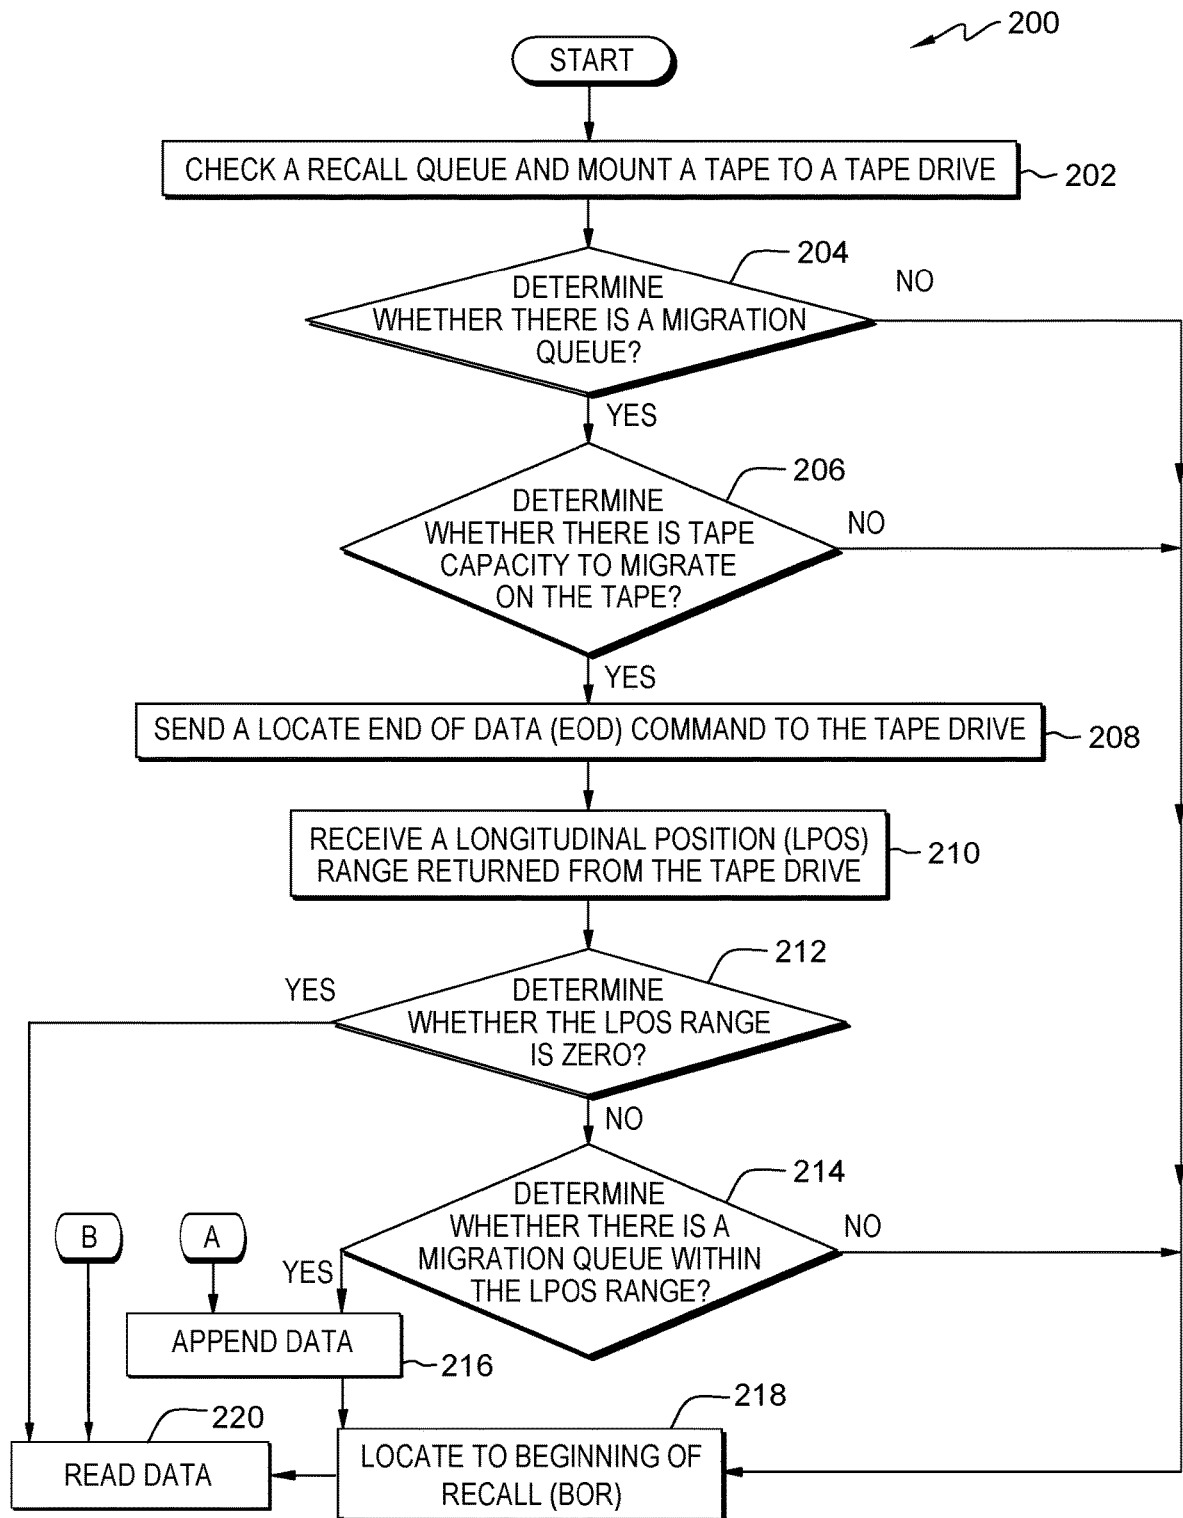 200
START
CHECK A RECALL QUEUE AND MOUNT A TAPE TO A TAPE DRIVE
202
204
NO
DETERMINE
WHETHER THERE IS A MIGRATION
QUEUE?
YES
206
DETERMINE
WHETHER THERE IS TAPE
CAPACITY TO MIGRATE
ON THE TAPE?
NO
YES
SEND A LOCATE END OF DATA (EOD) COMMAND TO THE TAPE DRIVE
208
RECEIVE A LONGITUDINAL POSITION (LPOS)
RANGE RETURNED FROM THE TAPE DRIVE
210
212
YES
DETERMINE
WHETHER THE LPOS RANGE
IS ZERO?
NO
214
DETERMINE
WHETHER THERE IS A
MIGRATION QUEUE WITHIN
THE LPOS RANGE?
NO
B
A
YES
APPEND DATA
216
218
220
LOCATE TO BEGINNING OF
RECALL (BOR)
READ DATA